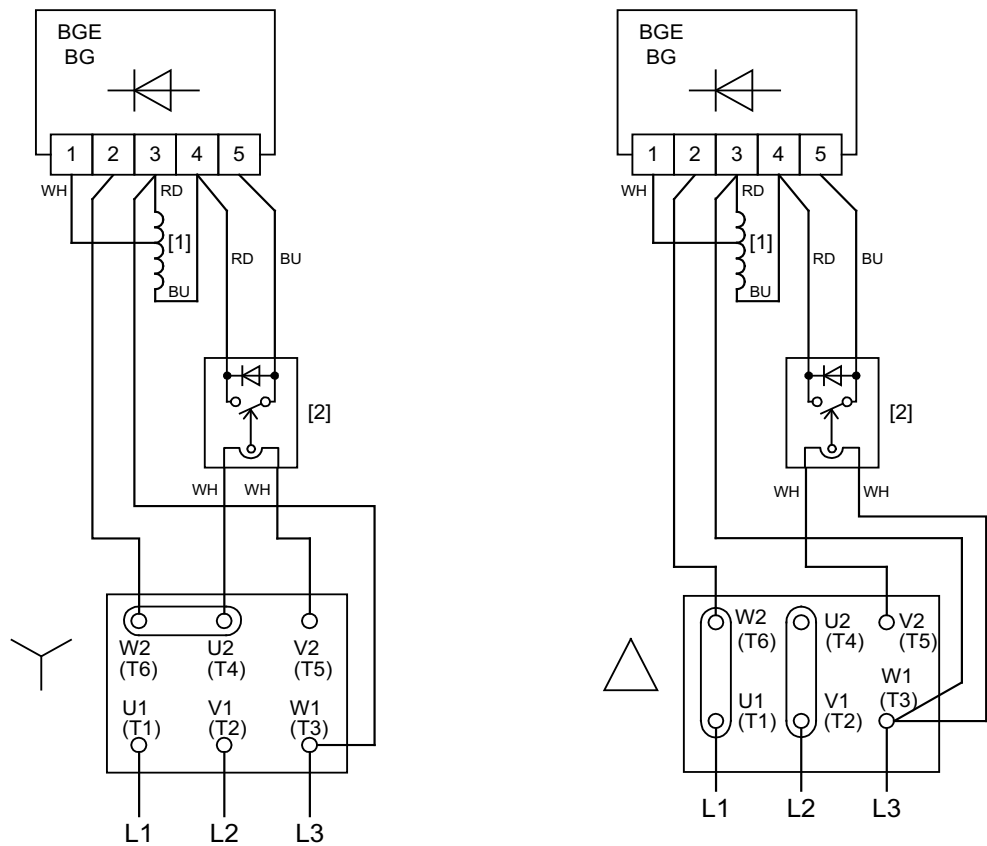 BGE
BG
1 2 3 4 5
WH RD
[1]
RD BU
BU
[2]
WH WH
W2 U2 V2
(T6) (T4) (T5)
U1 V1 W1
(T1) (T2) (T3)
L1 L2 L3
BGE
BG
1 2 3 4 5
WH RD
[1]
RD BU
BU
[2]
WH WH
W2 U2 V2
(T6) (T4) (T5)
W1
(T3)
U1 V1
(T1) (T2)
L1 L2 L3